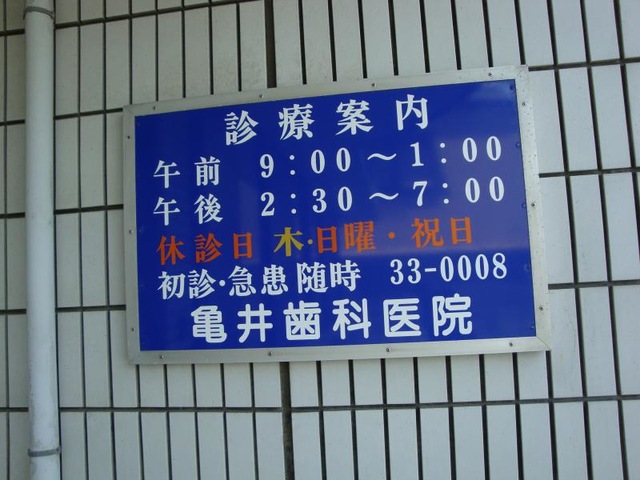 診療案内
午前 9:00～1:00
午後 2:30～7:00
休診日 木・日曜・祝日
初診・急患随時 33-0008
亀井歯科医院